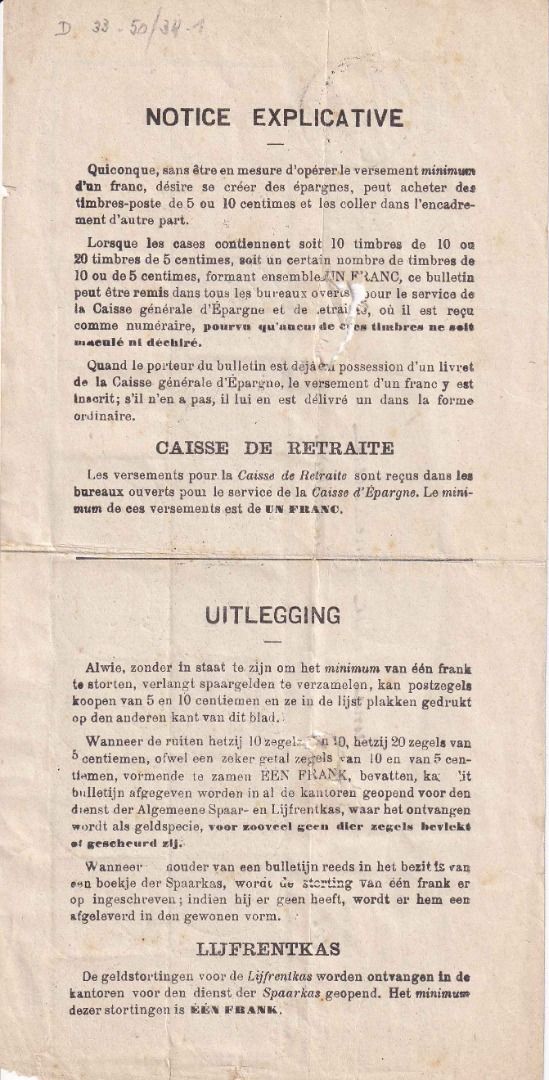 D 33-50/34-1
NOTICE EXPLICATIVE
Quiconque, sans être en mesure d'opérer le versement minimum
d'un franc, désire se créer des épargnes, peut acheter des
timbres-poste de 5 ou 10 centimes et les coller dans l'encadre-
ment d'autre part.
Lorsque les cases contiennent soit 10 timbres de 10 ou
20 timbres de 5 centimes, soit un certain nombre de timbres de
10 ou de 5 centimes, formant ensemble UN FRANC, ce bulletin
peut être remis dans tous les bureaux overts pour le service de
la Caisse générale d'Épargne et de retraite, où il est reçu
comme numéraire, pourvu qu'aucun de ces timbres ne soit
maculé ni déchiré.
Quand le porteur du bulletin est déjà en possession d'un livret
de la Caisse générale d'Épargne, le versement d'un franc y est
inscrit; s'il n'en a pas, il lui en est délivré un dans la forme
ordinaire.
CAISSE DE RETRAITE
Les versements pour la Caisse de Retraite sont reçus dans les
bureaux ouverts pour le service de la Caisse d'Épargne. Le mini-
mum de ces versements est de UN FRANC.
UITLEGGING
Alwie, zonder in staat te zijn om het minimum van één frank
te storten, verlangt spaargelden te verzamelen, kan postzegels
koopen van 5 en 10 centiemen en ze in de lijst plakken gedrukt
op den anderen kant van dit blad.
Wanneer de ruiten hetzij 10 zegels van 10, hetzij 20 zegels van
5 centiemen, ofwel een zeker getal zegels van 10 en van 5 cen-
tiemen, vormende te zamen EEN FRANK, bevatten, kan dit
bulletijn afgegeven worden in al de kantoren geopend voor den
dienst der Algemeene Spaar- en Lijfrentkas, waar het ontvangen
wordt als geldspecie, voor zooveel geen dier zegels bevlekt
of gescheurd zij.
Wanneer houder van een bulletijn reeds in het bezit is van
een boekje der Spaarkas, wordt de storting van één frank er
op ingeschreven; indien hij er geen heeft, wordt er hem een
afgeleverd in den gewonen vorm.
LIJFRENTKAS
De geldstortingen voor de Lijfrentkas worden ontvangen in de
kantoren voor den dienst der Spaarkas geopend. Het minimum
dezer stortingen is ÉÉN FRANK.